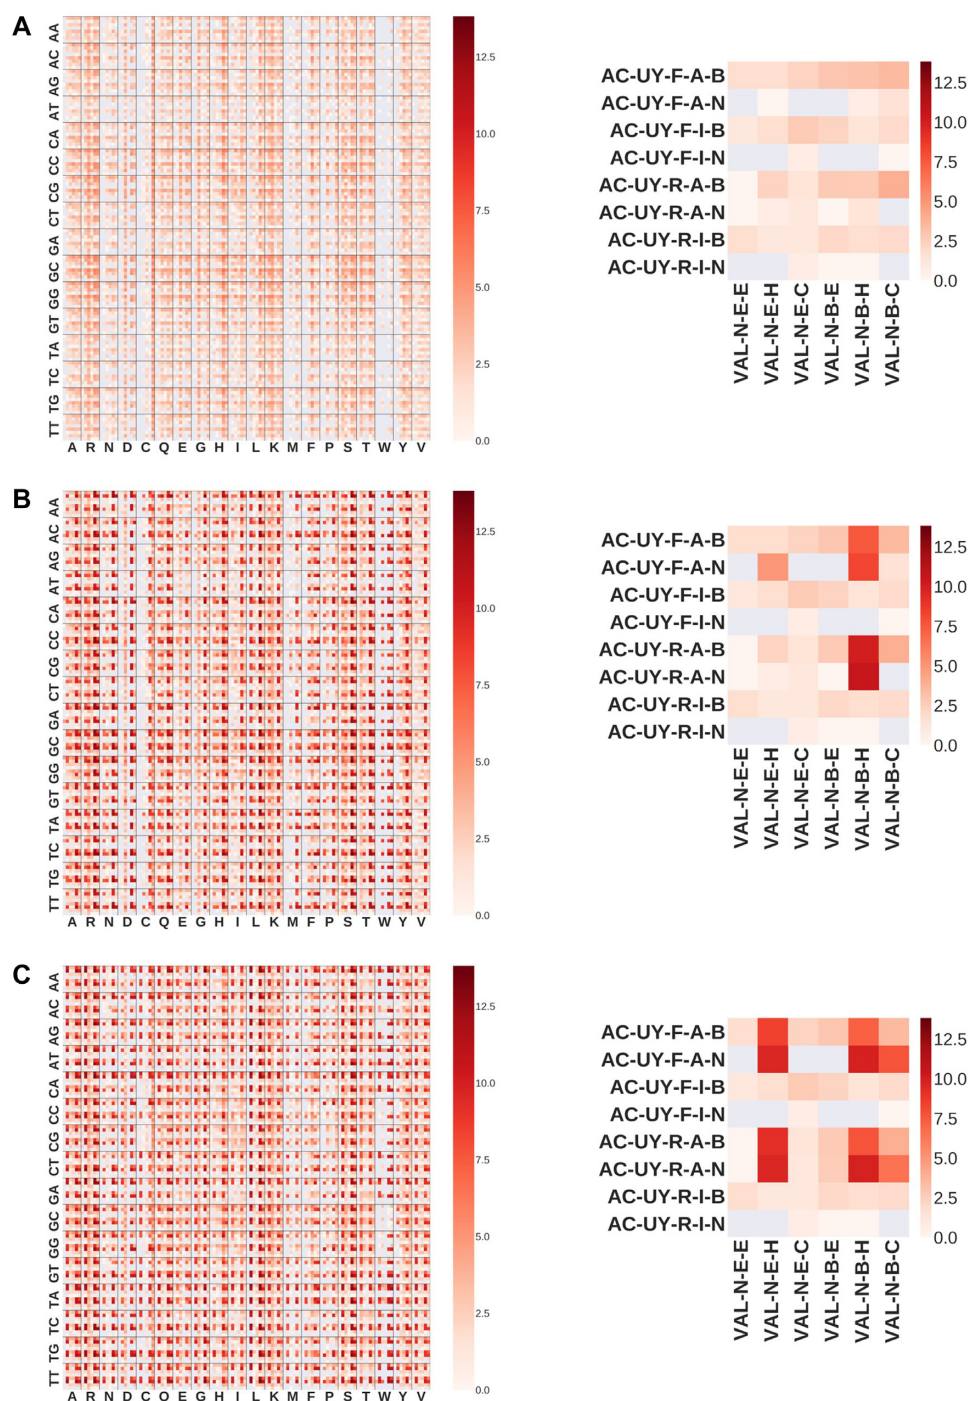 A
AA
AC
AG
AT
CA
CC
CG
CT
GA
GC
GG
GT
TA
TC
TG
TT
A R N D C Q E G H I L K M F P S T W Y V
12.5
10.0
7.5
5.0
2.5
0.0
AC-UY-F-A-B
AC-UY-F-A-N
AC-UY-F-I-B
AC-UY-F-I-N
AC-UY-R-A-B
AC-UY-R-A-N
AC-UY-R-I-B
AC-UY-R-I-N
VAL-N-E-E
VAL-N-E-H
VAL-N-E-C
VAL-N-B-E
VAL-N-B-H
VAL-N-B-C
12.5
10.0
7.5
5.0
2.5
0.0
B
AA
AC
AG
AT
CA
CC
CG
CT
GA
GC
GG
GT
TA
TC
TG
TT
A R N D C Q E G H I L K M F P S T W Y V
12.5
10.0
7.5
5.0
2.5
0.0
AC-UY-F-A-B
AC-UY-F-A-N
AC-UY-F-I-B
AC-UY-F-I-N
AC-UY-R-A-B
AC-UY-R-A-N
AC-UY-R-I-B
AC-UY-R-I-N
VAL-N-E-E
VAL-N-E-H
VAL-N-E-C
VAL-N-B-E
VAL-N-B-H
VAL-N-B-C
12.5
10.0
7.5
5.0
2.5
0.0
C
AA
AC
AG
AT
CA
CC
CG
CT
GA
GC
GG
GT
TA
TC
TG
TT
A R N D C Q E G H I L K M F P S T W Y V
12.5
10.0
7.5
5.0
2.5
0.0
AC-UY-F-A-B
AC-UY-F-A-N
AC-UY-F-I-B
AC-UY-F-I-N
AC-UY-R-A-B
AC-UY-R-A-N
AC-UY-R-I-B
AC-UY-R-I-N
VAL-N-E-E
VAL-N-E-H
VAL-N-E-C
VAL-N-B-E
VAL-N-B-H
VAL-N-B-C
12.5
10.0
7.5
5.0
2.5
0.0